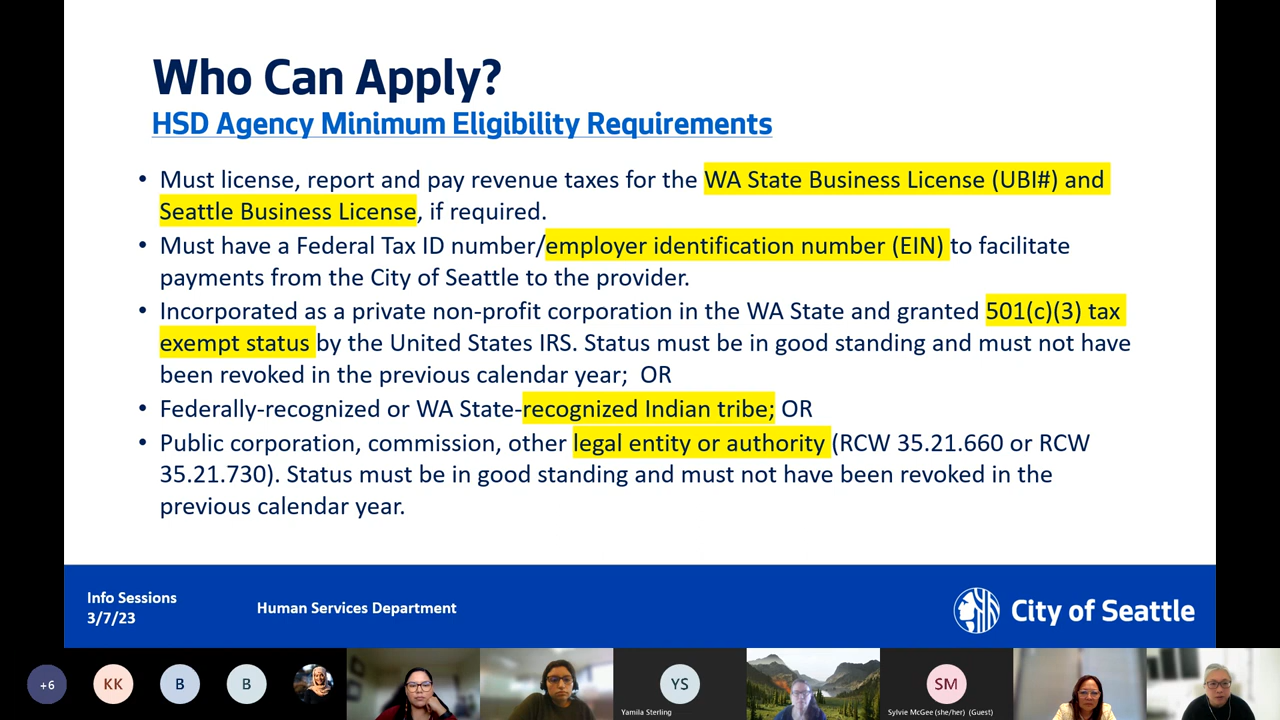 Who Can Apply?
HSD Agency Minimum Eligibility Requirements
• Must license, report and pay revenue taxes for the WA State Business License (UBI#) and
Seattle Business License, if required.
• Must have a Federal Tax ID number/employer identification number (EIN) to facilitate
payments from the City of Seattle to the provider.
• Incorporated as a private non-profit corporation in the WA State and granted 501(c)(3) tax
exempt status by the United States IRS. Status must be in good standing and must not have
been revoked in the previous calendar year;  OR
• Federally-recognized or WA State-recognized Indian tribe; OR
• Public corporation, commission, other legal entity or authority (RCW 35.21.660 or RCW
35.21.730). Status must be in good standing and must not have been revoked in the
previous calendar year.
Info Sessions
3/7/23
Human Services Department
City of Seattle
+6
KK
B
B
YS
Yamila Sterling
SM
Sylvie McGee (she/her) (Guest)